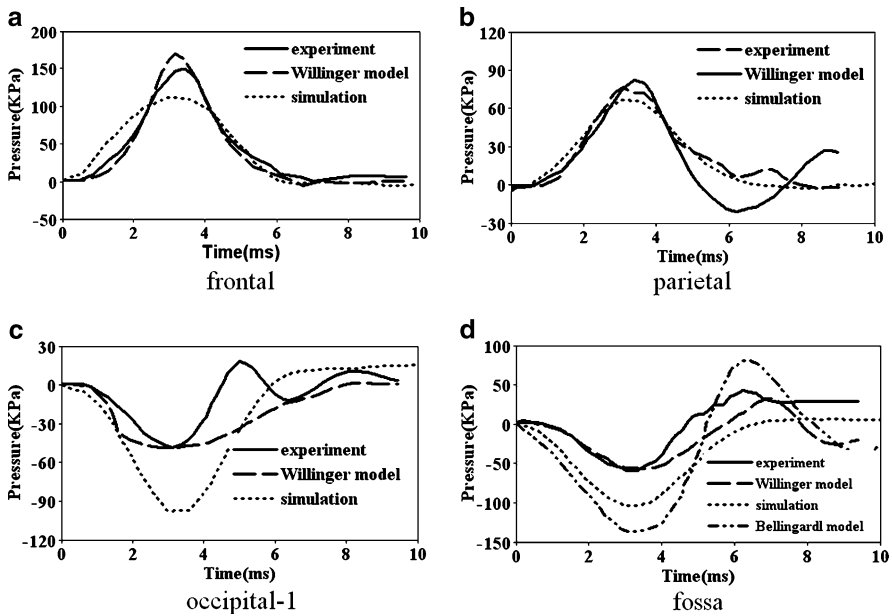 a
200
150
100
50
0
-50
Pressure(KPa)
experiment
Willinger model
simulation
0 2 4 6 8 10
Time(ms)
frontal
b
120
90
60
30
0
-30
Pressure(KPa)
experiment
Willinger model
simulation
0 2 4 6 8 10
Time(ms)
parietal
c
30
0
-30
-60
-90
-120
Pressure(KPa)
experiment
Willinger model
simulation
0 2 4 6 8 10
Time(ms)
occipital-1
d
100
50
0
-50
-100
-150
Pressure(KPa)
experiment
Willinger model
simulation
Bellingardl model
0 2 4 6 8 10
Time(ms)
fossa